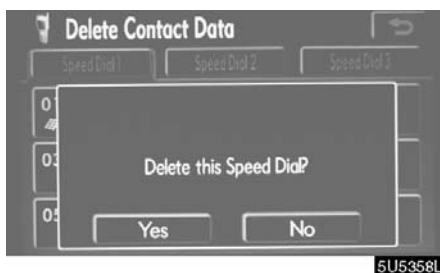 Delete Contact Data
Speed Dial 1 Speed Dial 2 Speed Dial 3
01
03
05
Delete this Speed Dial?
Yes No
5U5358L